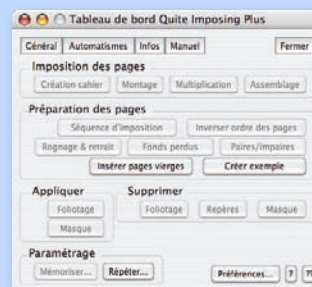 Tableau de bord Quite Imposing Plus
Général Automatismes Infos Manuel Fermer
Imposition des pages
Création cahier Montage Multiplication Assemblage
Préparation des pages
Séquence d'imposition Inverser ordre des pages
Rognage & retrait Fonds perdus Paires/impaires
Insérer pages vierges Créer exemple
Appliquer Supprimer
Foliotage Foliotage Repères Masque
Masque
Paramétrage
Mémoriser... Répéter... Préférences... ? ?!